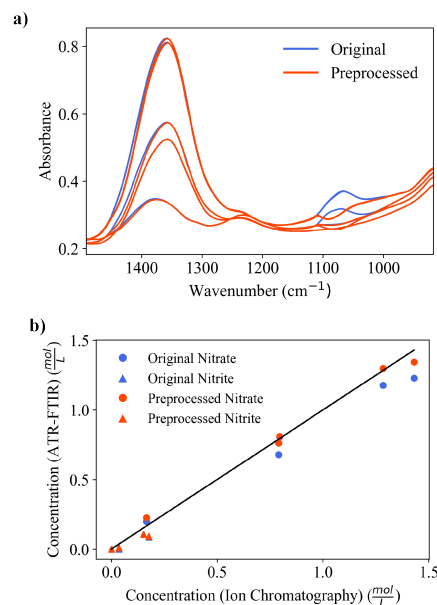 a)
0.8
0.6
0.4
0.2
Absorbance
Original
Preprocessed
1400 1300 1200 1100 1000
Wavenumber (cm⁻¹)
b)
1.5
1.0
0.5
0.0
Concentration (ATR-FTIR) (mol/L)
Original Nitrate
Original Nitrite
Preprocessed Nitrate
Preprocessed Nitrite
0.0 0.5 1.0 1.5
Concentration (Ion Chromatography) (mol/L)